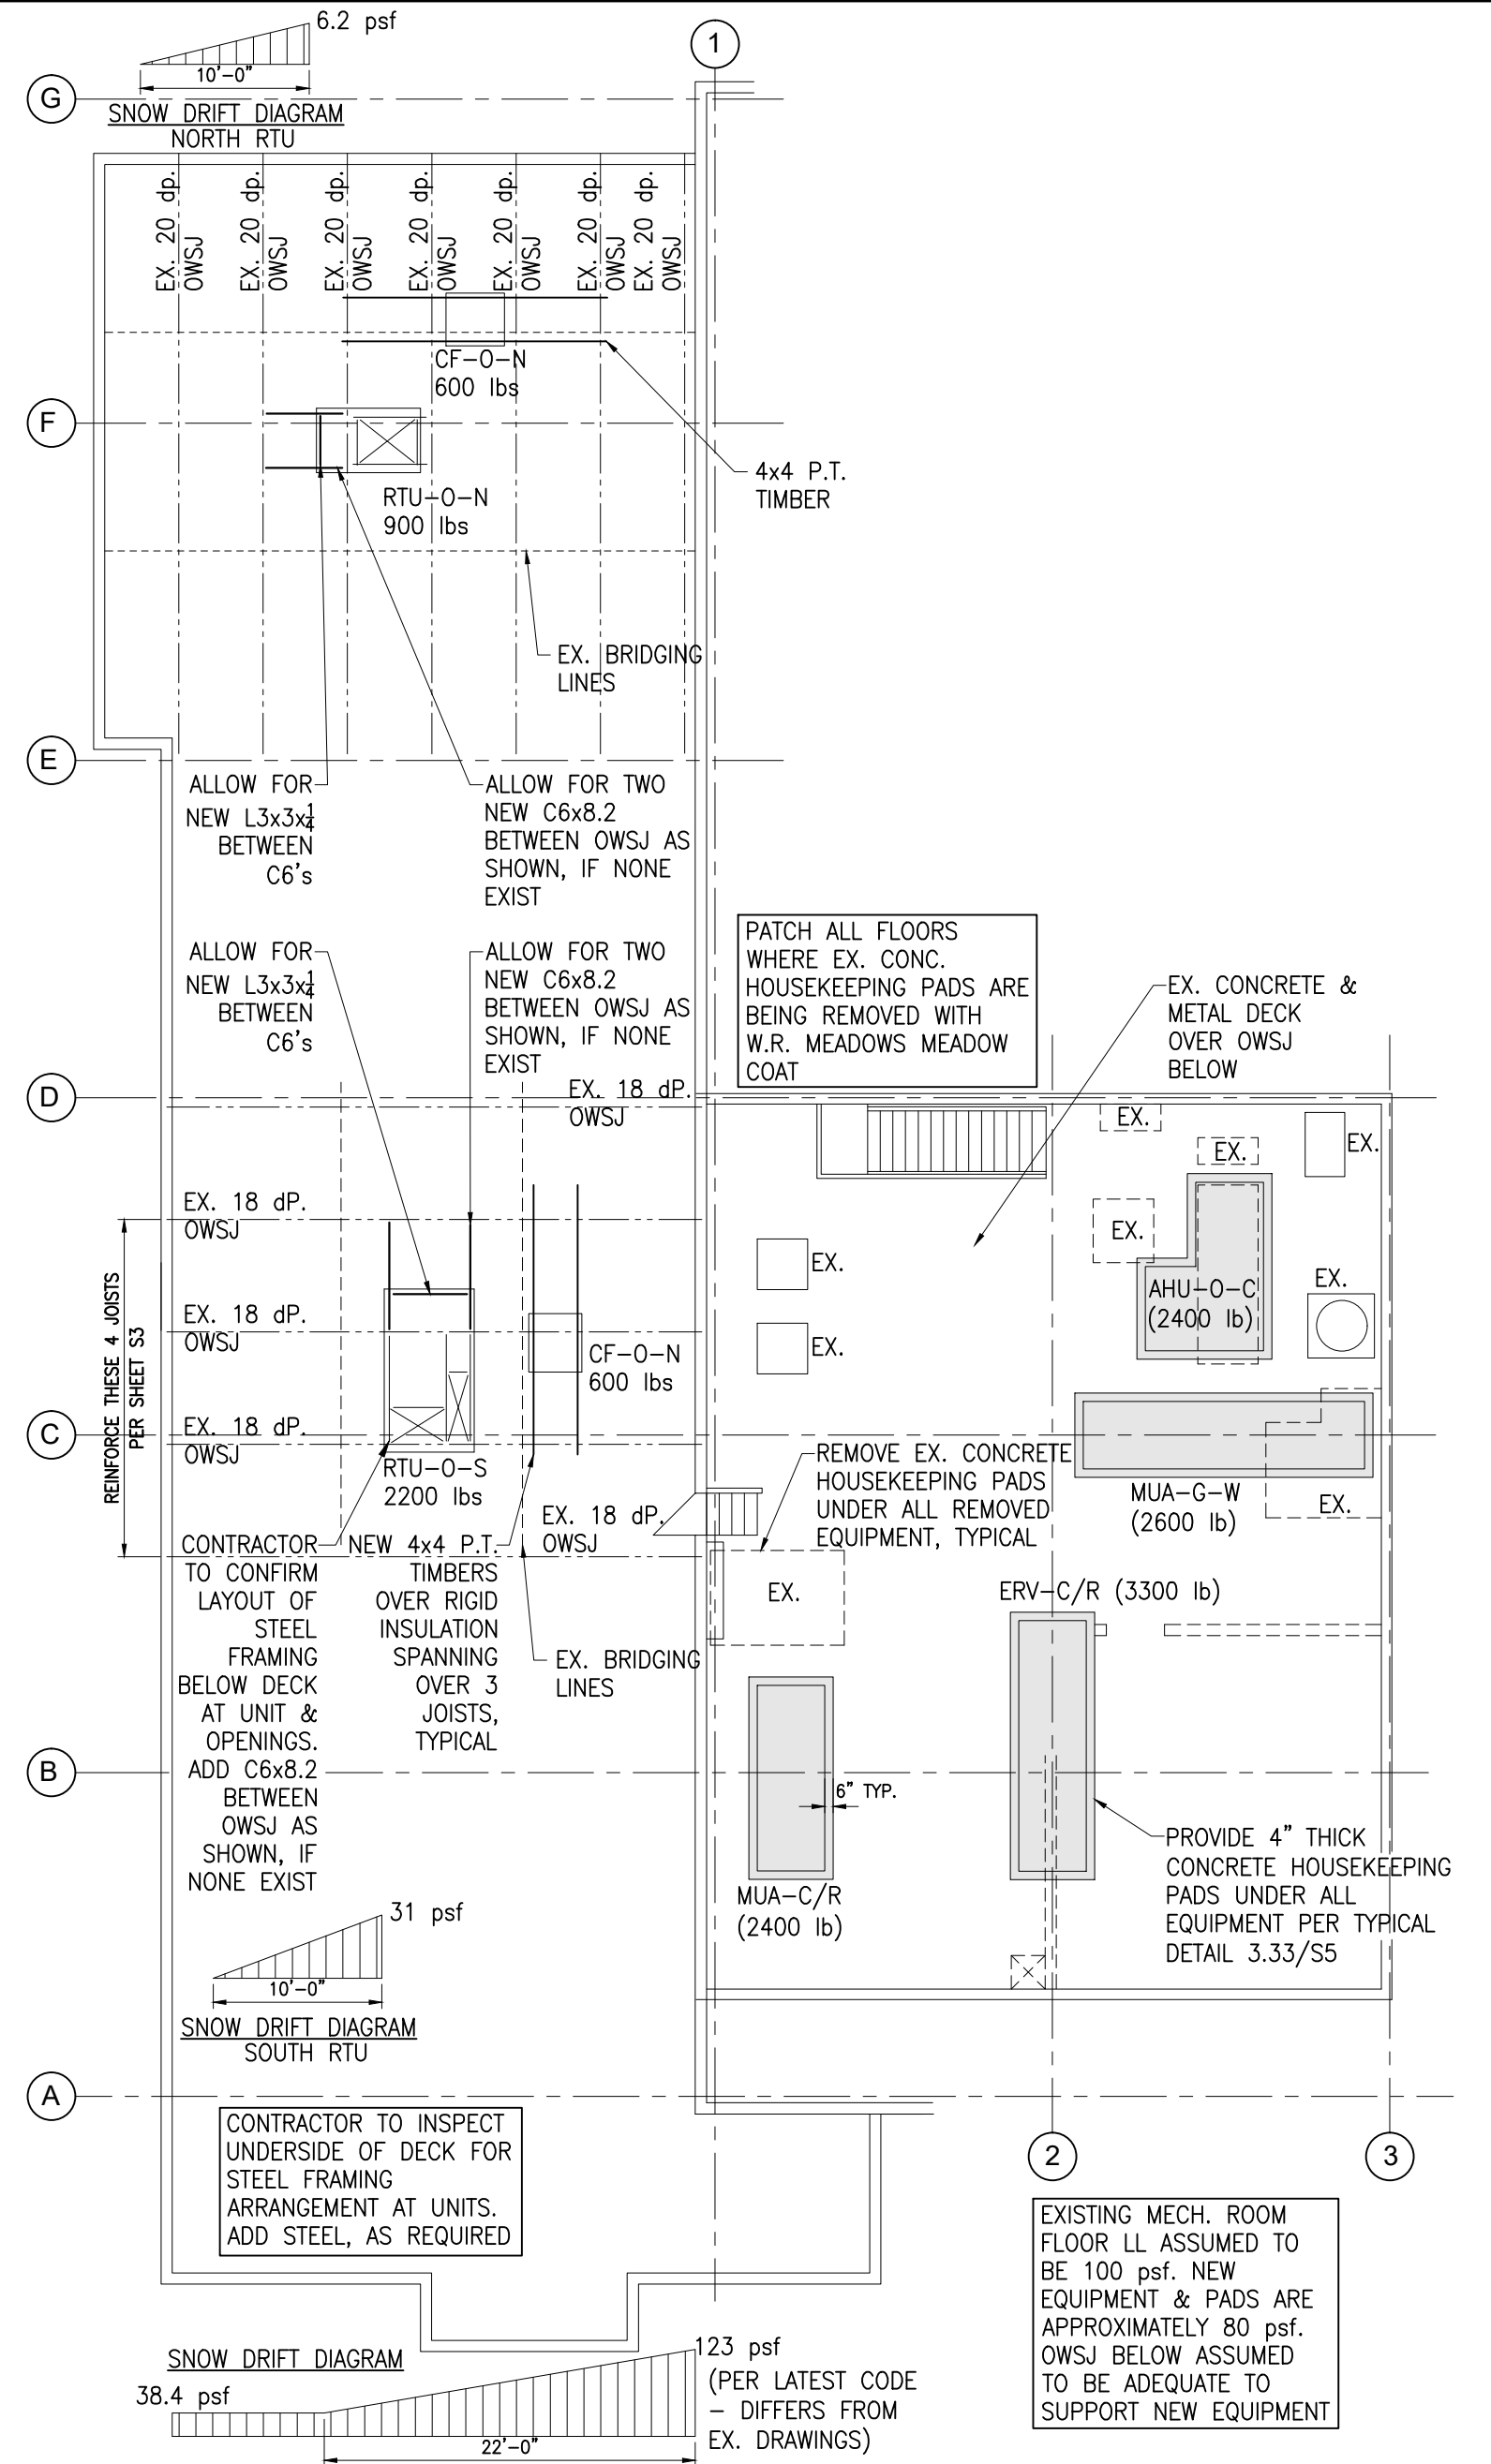 6.2 psf
10'-0"
SNOW DRIFT DIAGRAM
NORTH RTU
1
G
EX. 20 dp.
OWSJ
EX. 20 dp.
OWSJ
EX. 20 dp.
OWSJ
EX. 20 dp.
OWSJ
EX. 20 dp.
OWSJ
EX. 20 dp.
OWSJ
EX. 20 dp.
OWSJ
CF-O-N
600 lbs
F
4x4 P.T.
TIMBER
RTU-O-N
900 lbs
EX. BRIDGING
LINES
E
ALLOW FOR
NEW L3x3x1/4
BETWEEN
C6's
ALLOW FOR TWO
NEW C6x8.2
BETWEEN OWSJ AS
SHOWN, IF NONE
EXIST
ALLOW FOR
NEW L3x3x1/4
BETWEEN
C6's
ALLOW FOR TWO
NEW C6x8.2
BETWEEN OWSJ AS
SHOWN, IF NONE
EXIST
PATCH ALL FLOORS
WHERE EX. CONC.
HOUSEKEEPING PADS ARE
BEING REMOVED WITH
W.R. MEADOWS MEADOW
COAT
EX. CONCRETE &
METAL DECK
OVER OWSJ
BELOW
D
EX. 18 dP.
OWSJ
EX.
EX.
EX.
EX.
EX. 18 dP.
OWSJ
EX.
AHU-O-C
(2400 lb)
EX.
REINFORCE THESE 4 JOISTS
PER SHEET S3
EX. 18 dP.
OWSJ
EX.
CF-O-N
600 lbs
C
EX. 18 dP.
OWSJ
RTU-O-S
2200 lbs
REMOVE EX. CONCRETE
HOUSEKEEPING PADS
UNDER ALL REMOVED
EQUIPMENT, TYPICAL
MUA-G-W
(2600 lb)
EX.
EX. 18 dP.
OWSJ
CONTRACTOR
TO CONFIRM
LAYOUT OF
STEEL
FRAMING
BELOW DECK
AT UNIT &
OPENINGS.
ADD C6x8.2
BETWEEN
OWSJ AS
SHOWN, IF
NONE EXIST
NEW 4x4 P.T.
TIMBERS
OVER RIGID
INSULATION
SPANNING
OVER 3
JOISTS,
TYPICAL
EX. BRIDGING
LINES
EX.
ERV-C/R (3300 lb)
B
6" TYP.
MUA-C/R
(2400 lb)
PROVIDE 4" THICK
CONCRETE HOUSEKEEPING
PADS UNDER ALL
EQUIPMENT PER TYPICAL
DETAIL 3.33/S5
31 psf
10'-0"
SNOW DRIFT DIAGRAM
SOUTH RTU
A
CONTRACTOR TO INSPECT
UNDERSIDE OF DECK FOR
STEEL FRAMING
ARRANGEMENT AT UNITS.
ADD STEEL, AS REQUIRED
2
3
EXISTING MECH. ROOM
FLOOR LL ASSUMED TO
BE 100 psf. NEW
EQUIPMENT & PADS ARE
APPROXIMATELY 80 psf.
OWSJ BELOW ASSUMED
TO BE ADEQUATE TO
SUPPORT NEW EQUIPMENT
SNOW DRIFT DIAGRAM
38.4 psf
22'-0"
123 psf
(PER LATEST CODE
- DIFFERS FROM
EX. DRAWINGS)